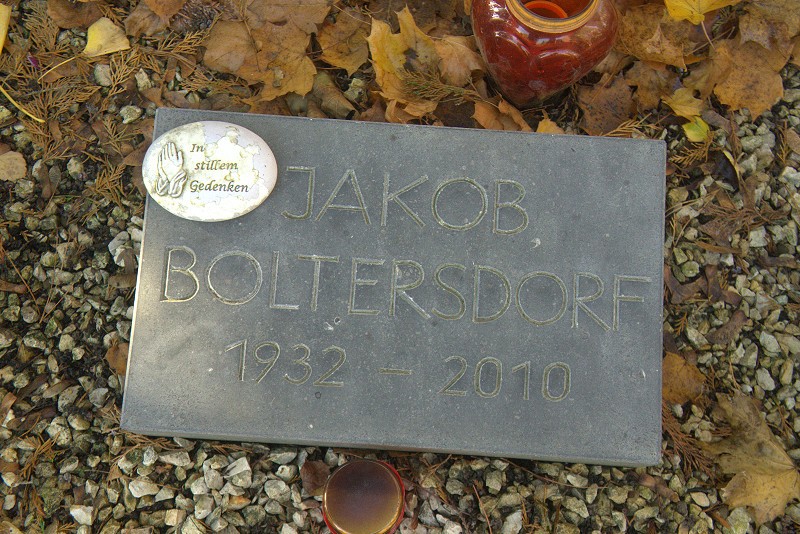 In
stillem
Gedenken
JAKOB
BOLTERSDORF
1932 – 2010